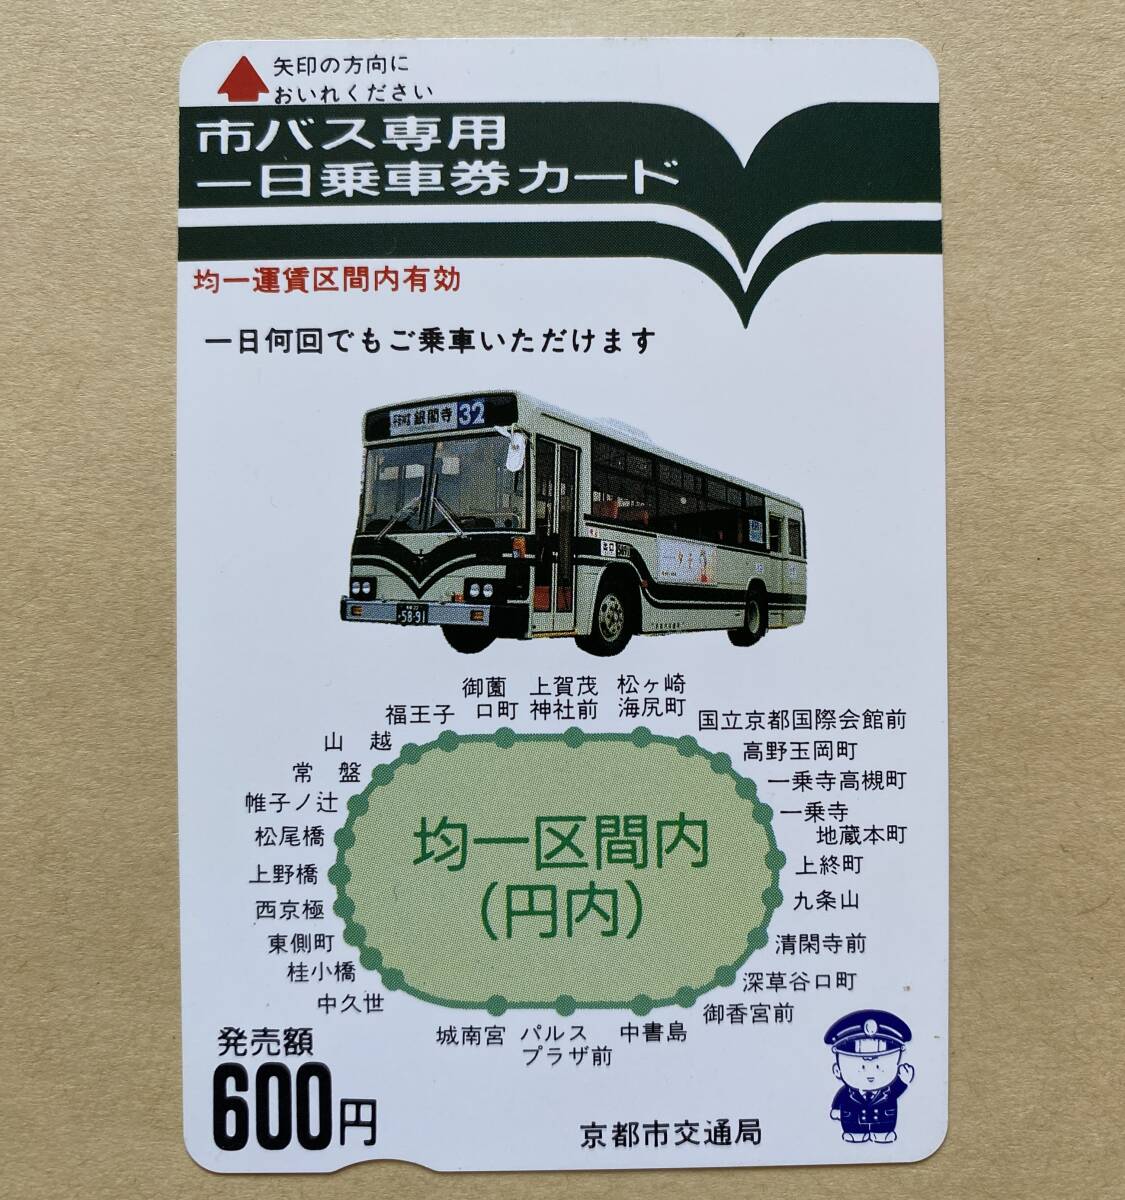 矢印の方向に
おいれください
市バス専用
一日乗車券カード
均一運賃区間内有効
一日何回でもご乗車いただけます
銀閣寺 32
58-91
御薗口町
上賀茂神社前
松ヶ崎海尻町
福王子
国立京都国際会館前
山越
高野玉岡町
常盤
一乗寺高槻町
帷子ノ辻
一乗寺地蔵本町
松尾橋
上終町
上野橋
九条山
西京極
清閑寺前
東側町
深草谷口町
桂小橋
御香宮前
中久世
城南宮
パルスプラザ前
中書島
均一区間内
(円内)
発売額
600円
京都市交通局